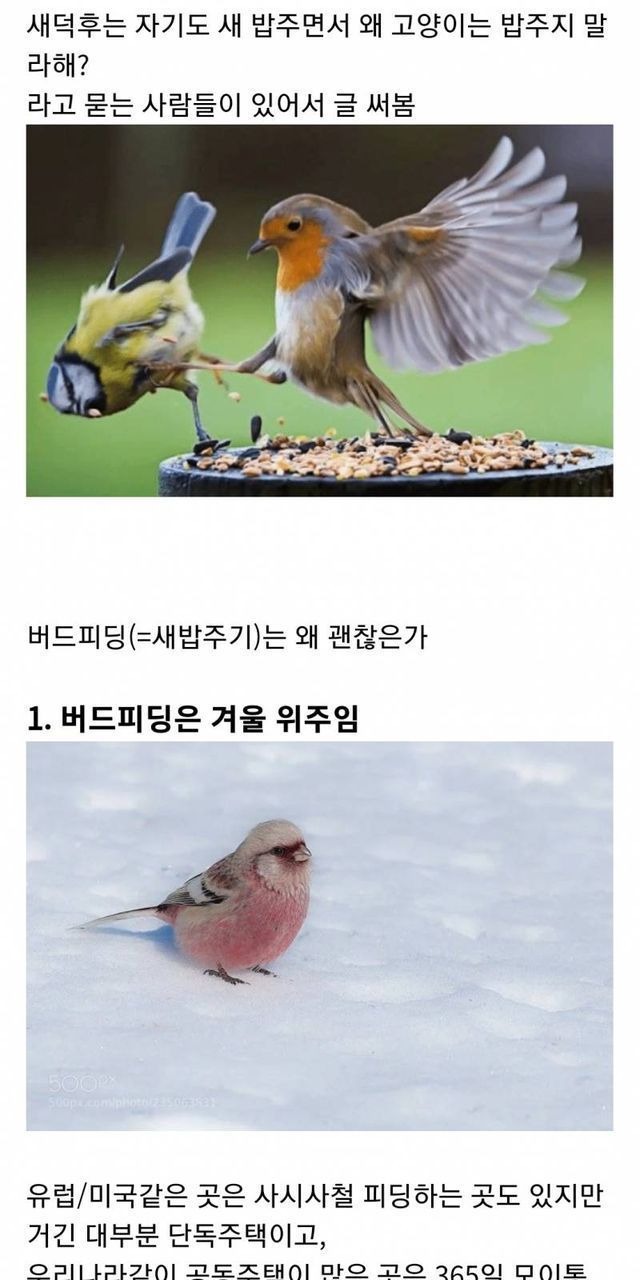 새덕후는 자기도 새 밥주면서 왜 고양이는 밥주지 말
라해?
라고 묻는 사람들이 있어서 글 써봄
버드피딩(=새밥주기)는 왜 괜찮은가
1. 버드피딩은 겨울 위주임
500px
500px.com/photo/235063831
유럽/미국같은 곳은 사시사철 피딩하는 곳도 있지만
거긴 대부분 단독주택이고,
우리나라같이 공동주택이 많은 곳은 365일 모이통